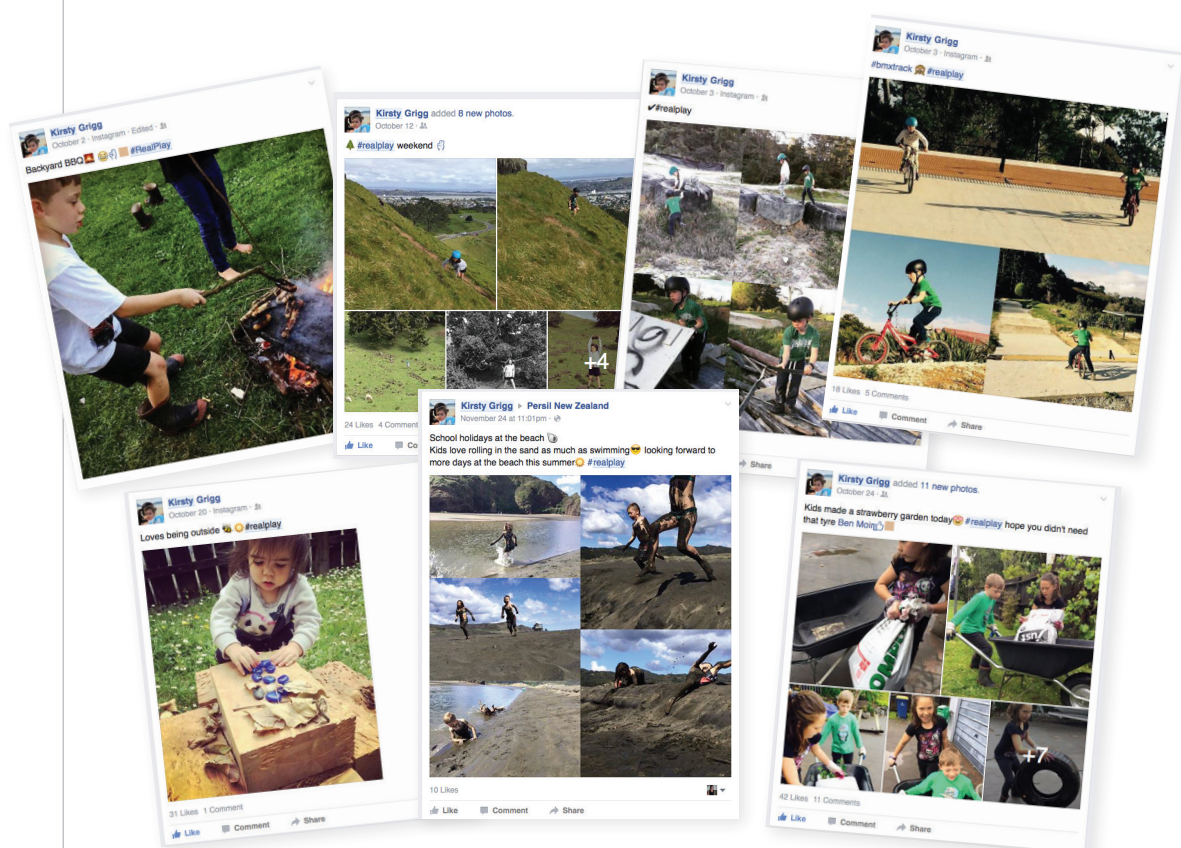 Kirsty Grigg
October 2 · Instagram · Edited ·
Backyard BBQ #RealPlay
Kirsty Grigg added 8 new photos.
October 12 ·
#realplay weekend
+4
24 Likes 4 Comment
Like Co
Kirsty Grigg
October 3 · Instagram ·
✔#realplay
Share
Kirsty Grigg
October 3 · Instagram ·
#bmxtrack #realplay
18 Likes 5 Comments
Like Comment Share
Kirsty Grigg
October 20 · Instagram ·
Loves being outside #realplay
31 Likes 1 Comment
Like Comment Share
Kirsty Grigg ▸ Persil New Zealand
November 24 at 11:01pm ·
School holidays at the beach
Kids love rolling in the sand as much as swimming looking forward to
more days at the beach this summer #realplay
10 Likes
Like Comment Share
Kirsty Grigg added 11 new photos.
October 24 ·
Kids made a strawberry garden today #realplay hope you didn't need
that tyre Ben Moir
+7
42 Likes 11 Comments
Like Comment Share